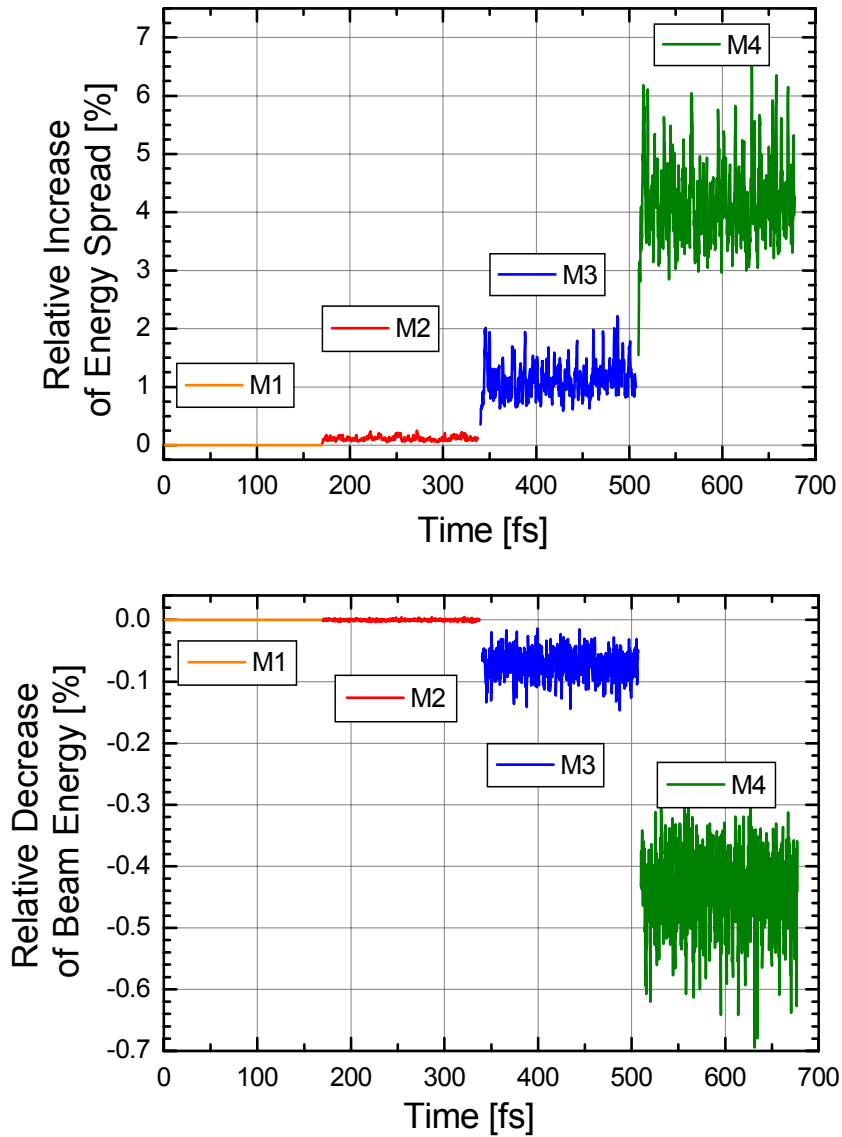 7
6
5
4
3
2
1
0
Relative Increase
of Energy Spread [%]
M4
M3
M2
M1
0 100 200 300 400 500 600 700
Time [fs]
0.0
-0.1
-0.2
-0.3
-0.4
-0.5
-0.6
-0.7
Relative Decrease
of Beam Energy [%]
M1
M2
M3
M4
0 100 200 300 400 500 600 700
Time [fs]